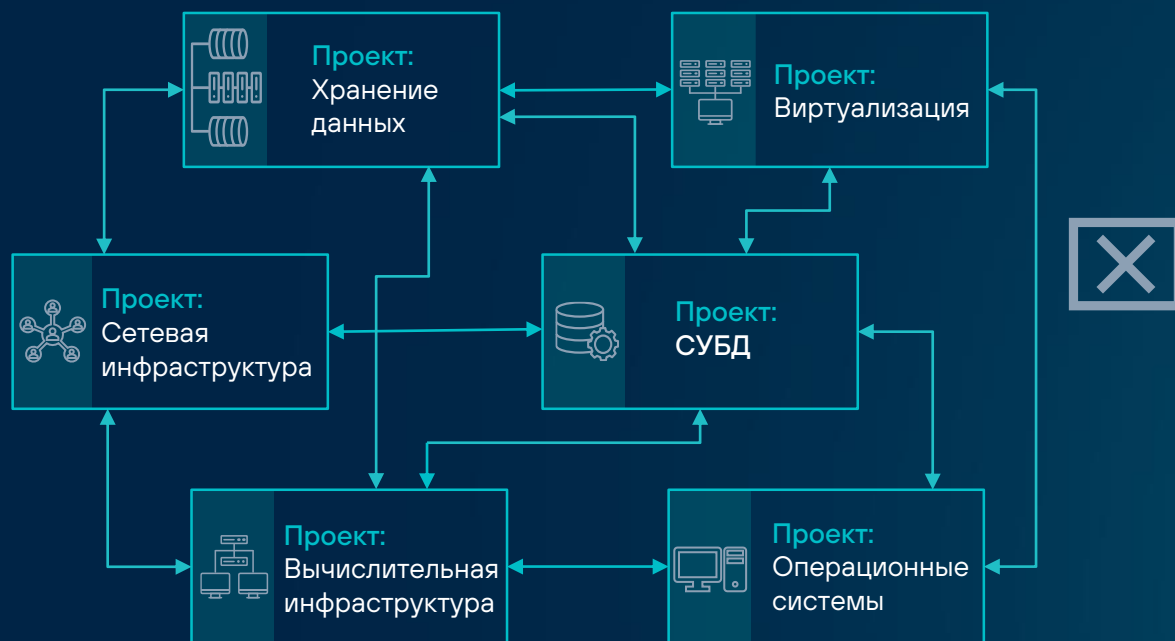 Проект:
Хранение
данных
Проект:
Виртуализация
Проект:
Сетевая
инфраструктура
Проект:
СУБД
Проект:
Вычислительная
инфраструктура
Проект:
Операционные
системы